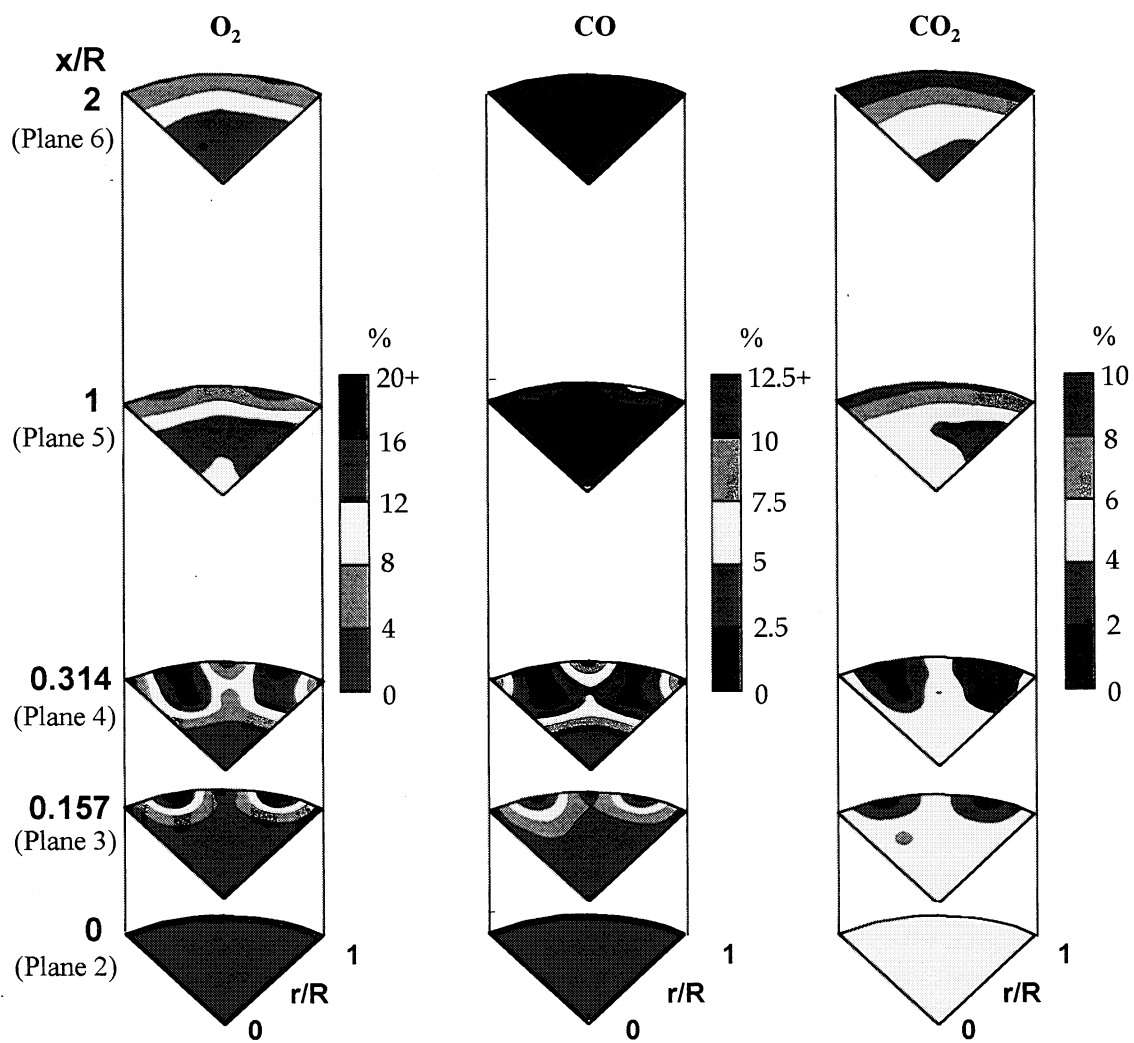 O2 CO CO2
x/R
2
(Plane 6)
% % %
20+ 12.5+ 10
1
(Plane 5)
16 10 8
12 7.5 6
8 5 4
4 2.5 2
0 0 0
0.314
(Plane 4)
0.157
(Plane 3)
0
(Plane 2)
1 1 1
r/R r/R r/R
0 0 0